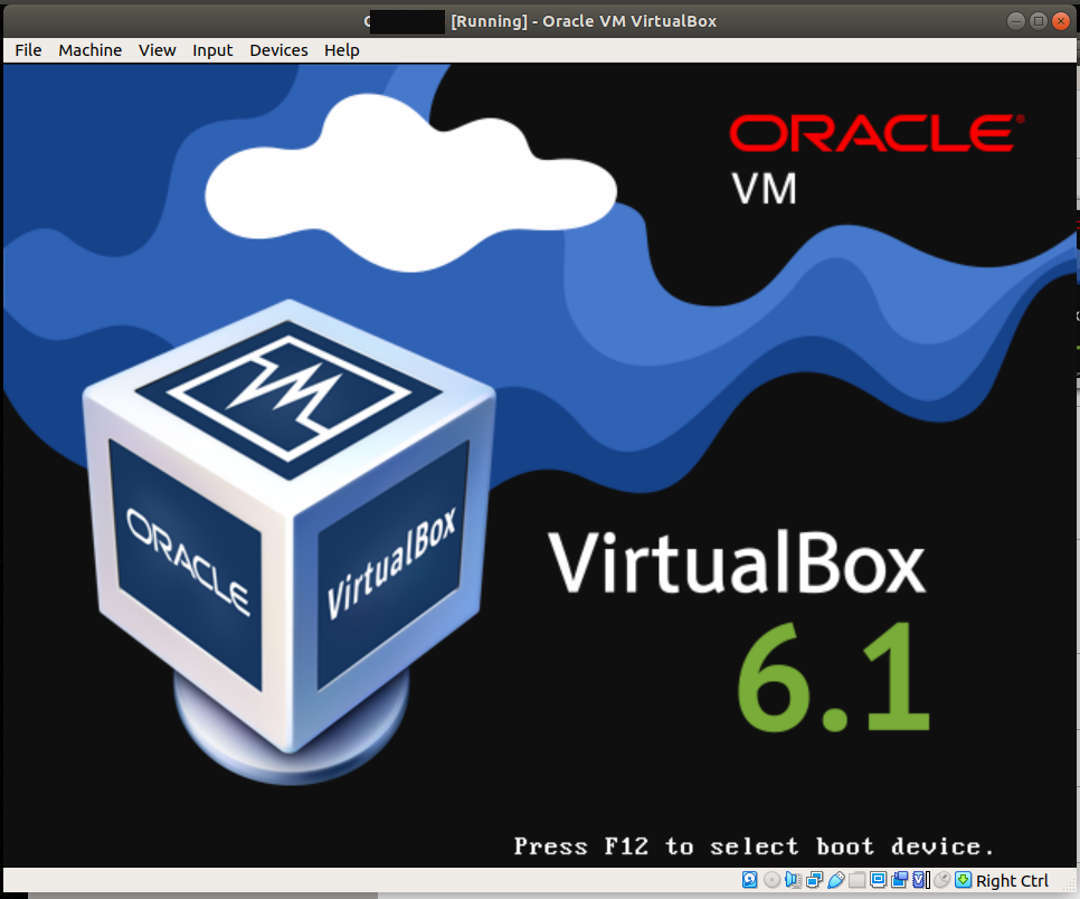 [Running] - Oracle VM VirtualBox
File Machine View Input Devices Help
ORACLE®
VM
ORACLE
VirtualBox
VirtualBox
6.1
Press F12 to select boot device.
Right Ctrl